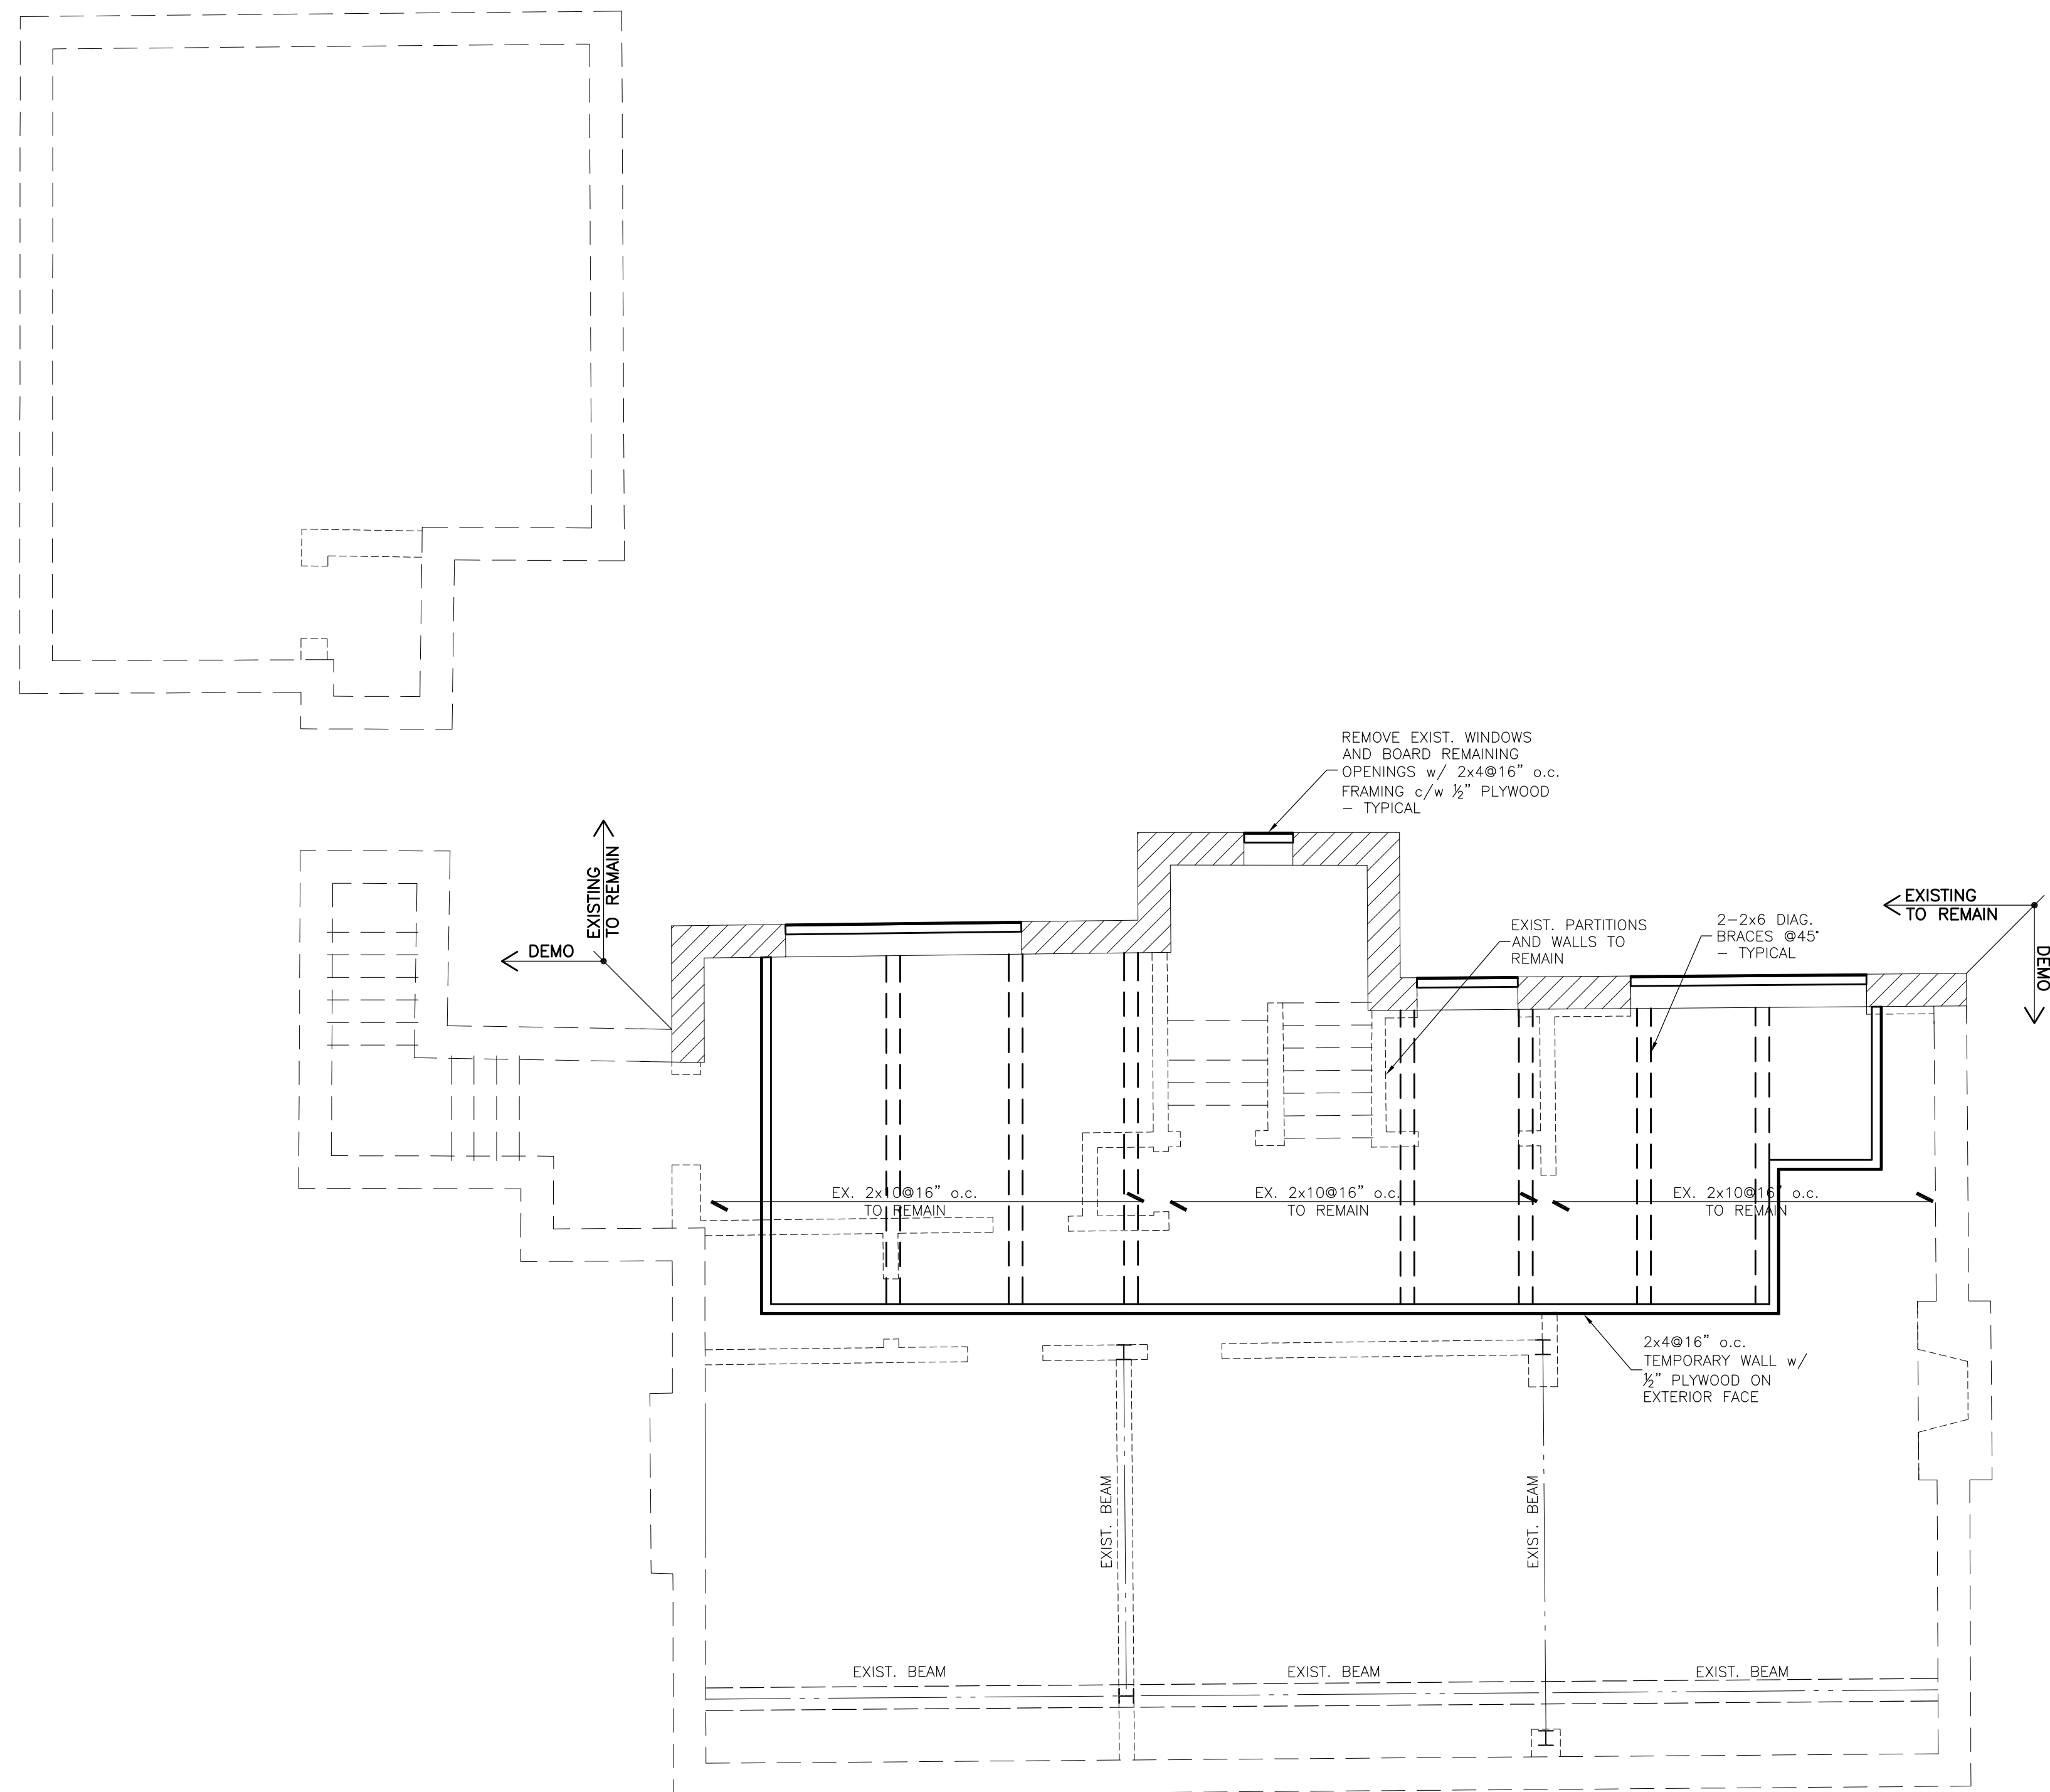 REMOVE EXIST. WINDOWS
AND BOARD REMAINING
OPENINGS w/ 2x4@16" o.c.
FRAMING c/w ½" PLYWOOD
– TYPICAL
EXISTING
TO REMAIN
DEMO
EXISTING
TO REMAIN
DEMO
EXIST. PARTITIONS
AND WALLS TO
REMAIN
2–2x6 DIAG.
BRACES @45°
– TYPICAL
EX. 2x10@16" o.c.
TO REMAIN
EX. 2x10@16" o.c.
TO REMAIN
EX. 2x10@16" o.c.
TO REMAIN
2x4@16" o.c.
TEMPORARY WALL w/
½" PLYWOOD ON
EXTERIOR FACE
EXIST. BEAM
EXIST. BEAM
EXIST. BEAM
EXIST. BEAM
EXIST. BEAM